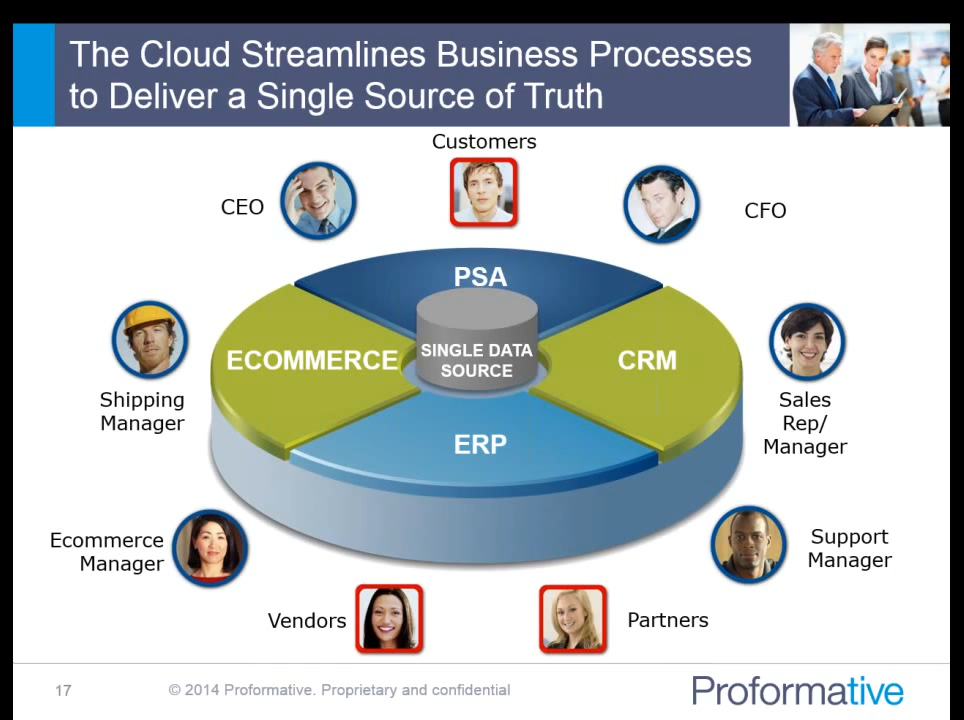 The Cloud Streamlines Business Processes
to Deliver a Single Source of Truth
Customers
CEO
CFO
PSA
SINGLE DATA
SOURCE
ECOMMERCE
CRM
ERP
Shipping
Manager
Sales
Rep/
Manager
Ecommerce
Manager
Support
Manager
Vendors
Partners
17
© 2014 Proformative. Proprietary and confidential
Proformative